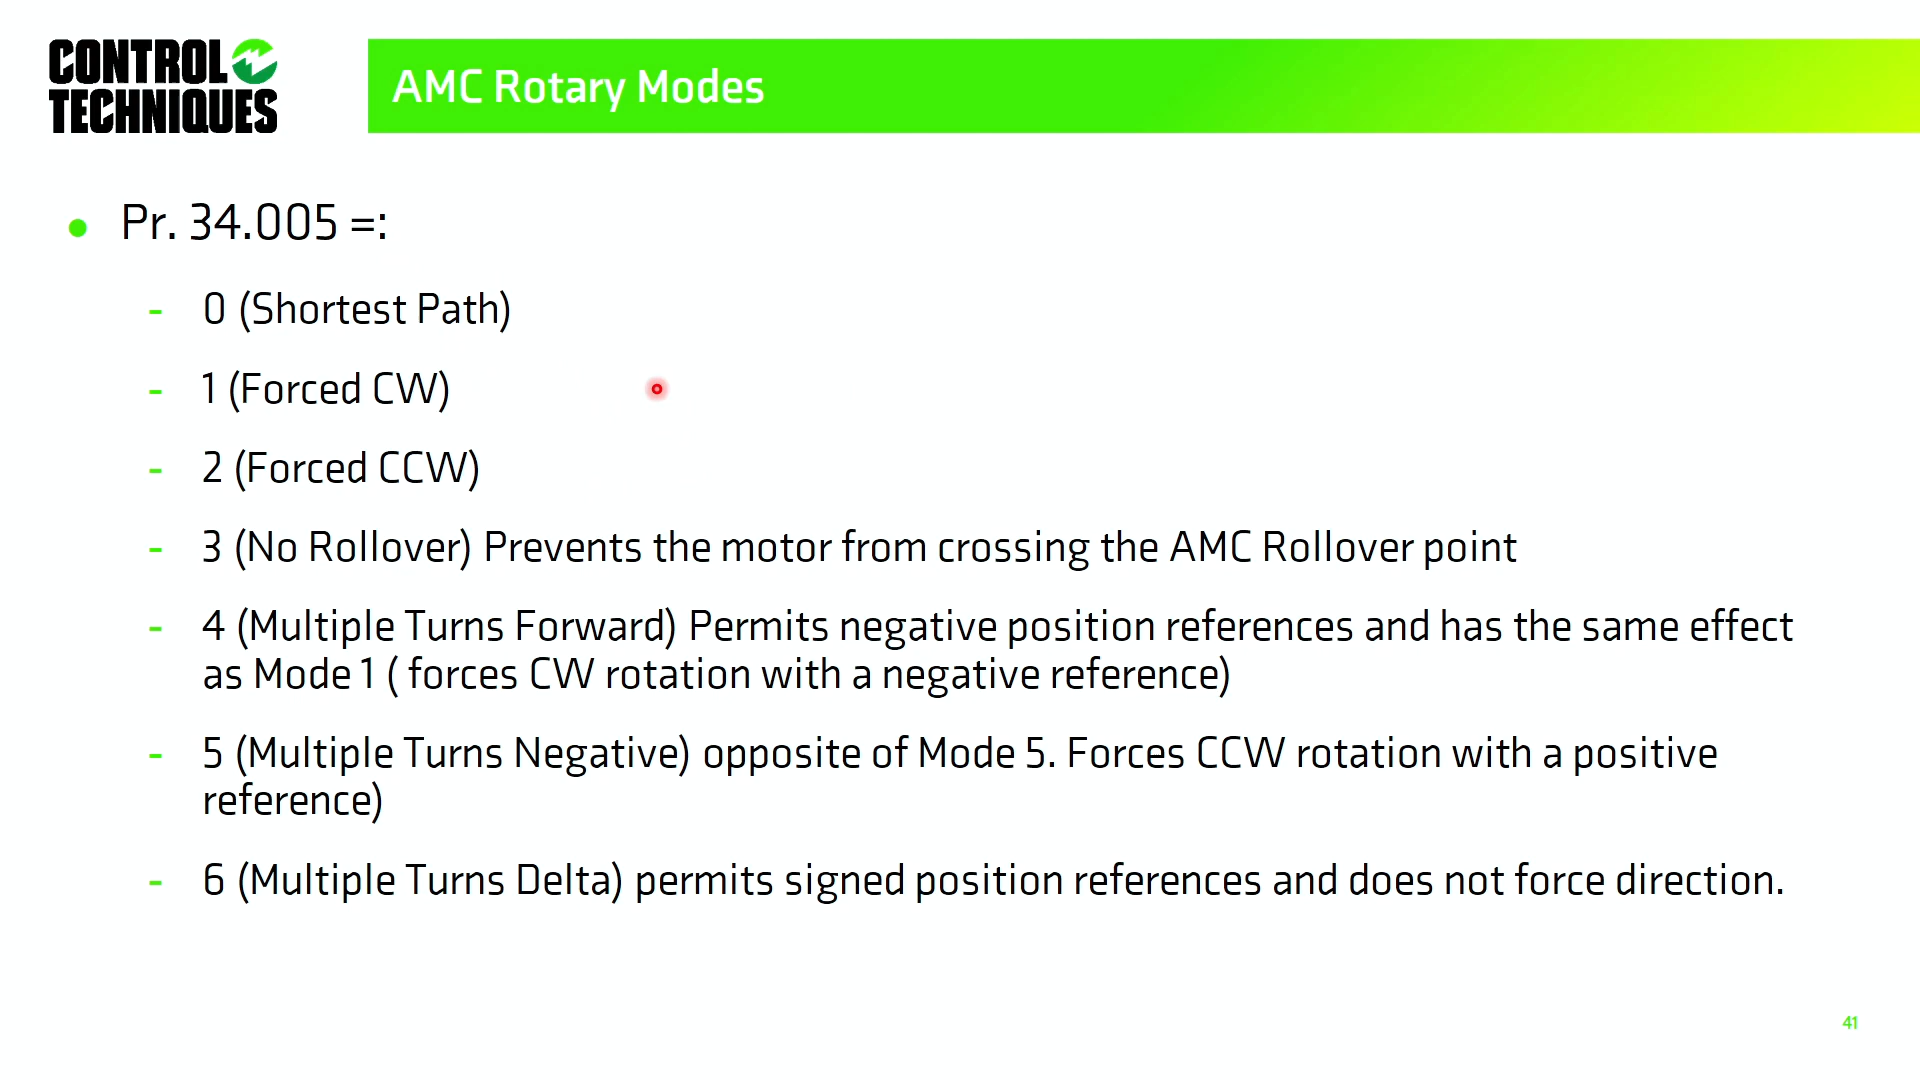 CONTROL
TECHNIQUES
AMC Rotary Modes
Pr. 34.005 =:
- 0 (Shortest Path)
- 1 (Forced CW)
- 2 (Forced CCW)
- 3 (No Rollover) Prevents the motor from crossing the AMC Rollover point
- 4 (Multiple Turns Forward) Permits negative position references and has the same effect
as Mode 1 ( forces CW rotation with a negative reference)
- 5 (Multiple Turns Negative) opposite of Mode 5. Forces CCW rotation with a positive
reference)
- 6 (Multiple Turns Delta) permits signed position references and does not force direction.
41